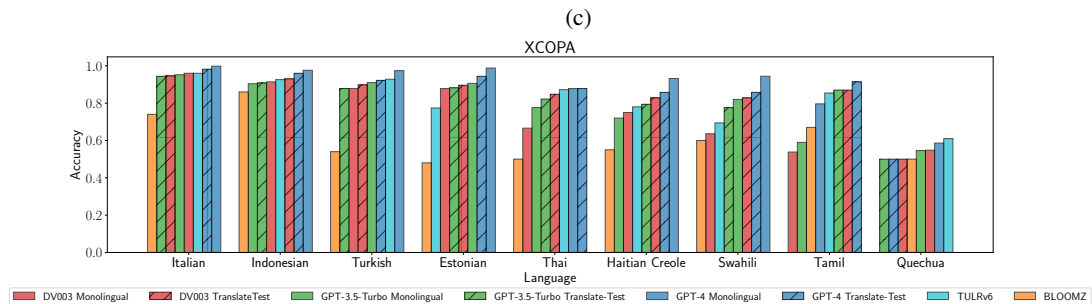 (c)
XCOPA
1.0
0.8
0.6
0.4
0.2
0.0
Accuracy
Italian Indonesian Turkish Estonian Thai Haitian Creole Swahili Tamil Quechua
Language
DV003 Monolingual DV003 TranslateTest GPT-3.5-Turbo Monolingual GPT-3.5-Turbo Translate-Test GPT-4 Monolingual GPT-4 Translate-Test TULRv6 BLOOMZ